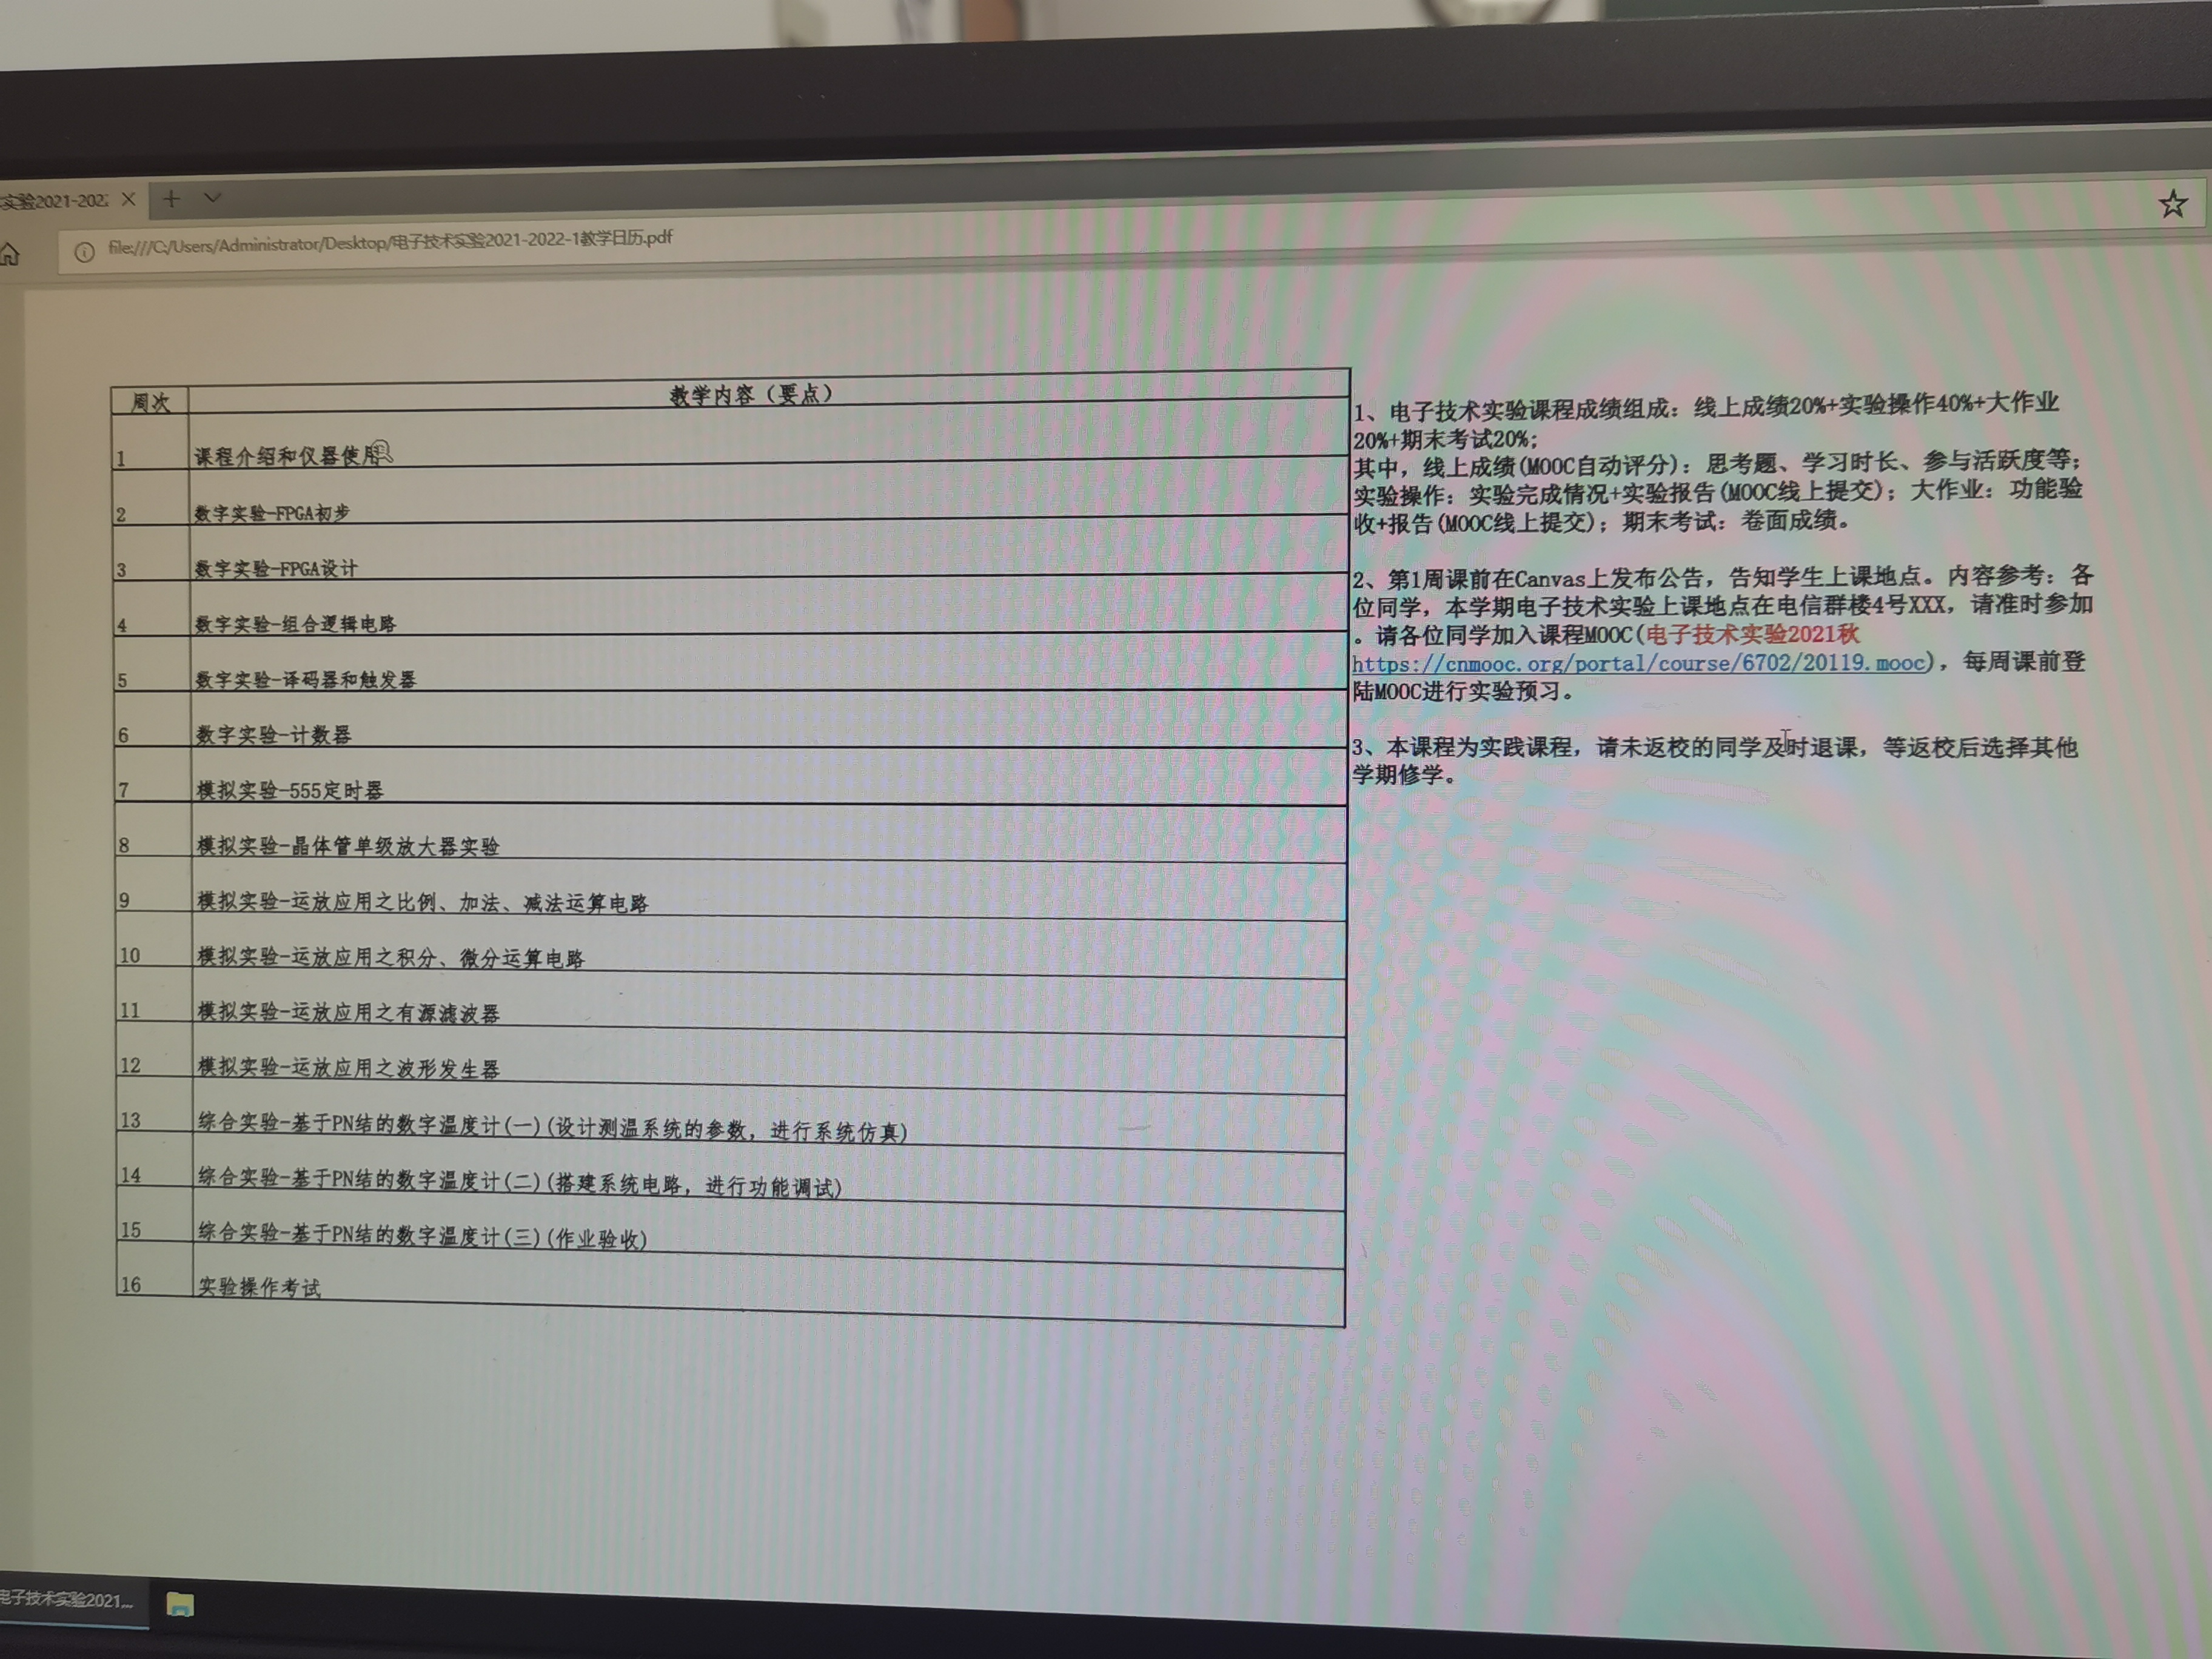 实验2021-202
file:///C:/Users/Administrator/Desktop/电子技术实验2021-2022-1教学日历.pdf
周次 教学内容（要点）
1 课程介绍和仪器使用
2 数字实验-FPGA初步
3 数字实验-FPGA设计
4 数字实验-组合逻辑电路
5 数字实验-译码器和触发器
6 数字实验-计数器
7 模拟实验-555定时器
8 模拟实验-晶体管单级放大器实验
9 模拟实验-运放应用之比例、加法、减法运算电路
10 模拟实验-运放应用之积分、微分运算电路
11 模拟实验-运放应用之有源滤波器
12 模拟实验-运放应用之波形发生器
13 综合实验-基于PN结的数字温度计(一)(设计测温系统的参数，进行系统仿真)
14 综合实验-基于PN结的数字温度计(二)(搭建系统电路，进行功能调试)
15 综合实验-基于PN结的数字温度计(三)(作业验收)
16 实验操作考试
1、电子技术实验课程成绩组成：线上成绩20%+实验操作40%+大作业
20%+期末考试20%;
其中，线上成绩(MOOC自动评分)：思考题、学习时长、参与活跃度等；
实验操作：实验完成情况+实验报告(MOOC线上提交)；大作业：功能验
收+报告(MOOC线上提交)；期末考试：卷面成绩。
2、第1周课前在Canvas上发布公告，告知学生上课地点。内容参考：各
位同学，本学期电子技术实验上课地点在电信群楼4号XXX，请准时参加
。请各位同学加入课程MOOC(电子技术实验2021秋
https://cnmooc.org/portal/course/6702/20119.mooc)，每周课前登
陆MOOC进行实验预习。
3、本课程为实践课程，请未返校的同学及时退课，等返校后选择其他
学期修学。
电子技术实验2021...